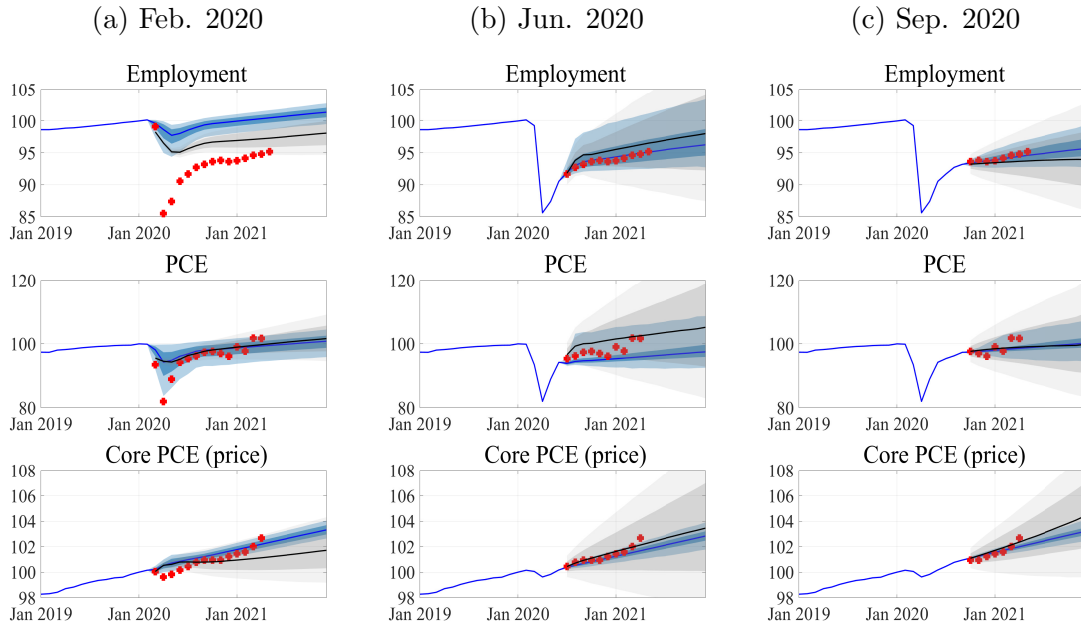 (a) Feb. 2020 (b) Jun. 2020 (c) Sep. 2020
Employment Employment Employment
105 105 105
100 100 100
95 95 95
90 90 90
85 85 85
Jan 2019 Jan 2020 Jan 2021 Jan 2019 Jan 2020 Jan 2021 Jan 2019 Jan 2020 Jan 2021
PCE PCE PCE
120 120 120
100 100 100
80 80 80
Jan 2019 Jan 2020 Jan 2021 Jan 2019 Jan 2020 Jan 2021 Jan 2019 Jan 2020 Jan 2021
Core PCE (price) Core PCE (price) Core PCE (price)
108 108 108
106 106 106
104 104 104
102 102 102
100 100 100
98 98 98
Jan 2019 Jan 2020 Jan 2021 Jan 2019 Jan 2020 Jan 2021 Jan 2019 Jan 2020 Jan 2021